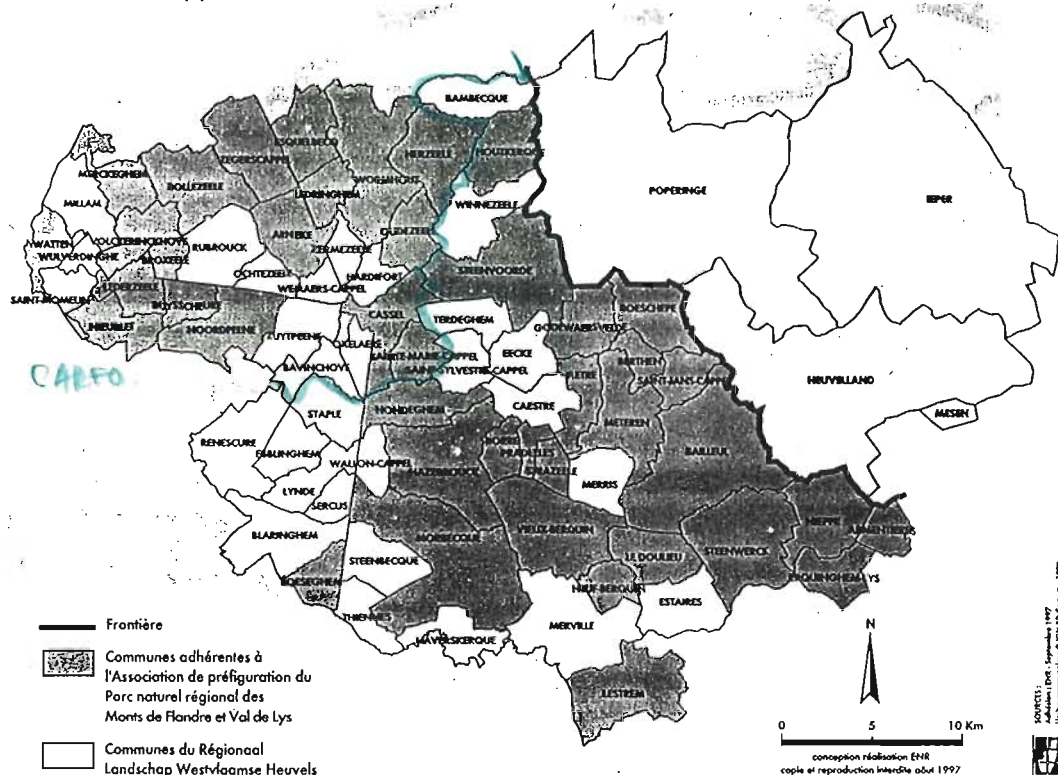 BAMBECQUE
ESQUELBECQ
ZEGERSCAPPEL
HERZEELE
HOUTKERQUE
MERCKEGHEM
BOLLEZEELE
LEDRINGHEM
WORMHOUT
POPERINGE
IEPER
MILLAM
WINNEZEELE
ARNEKE
OUDEZEELE
WATTEN
VOLCKERINCKHOVE
RUBROUCK
ZERMEZEELE
WULVERDINGHE
BROXEELE
OCHTEZEELE
HARDIFORT
STEENVOORDE
LEDERZEELE
WEMAERS-CAPPEL
SAINT-MOMELIN
BUYSSCHEURE
CASSEL
TERDEGHEM
BOESCHEPE
GODEWAERSVELDE
NIEURLET
NOORDPEENE
ZUYTPEENE
OXELAERE
SAINTE-MARIE-CAPPEL
EECKE
BERTHEN
SAINT-SYLVESTRE-CAPPEL
FLETRE
SAINT-JANS-CAPPEL
BAVINCHOVE
HEUVELLAND
CARFO
CAESTRE
STAPLE
HONDEGHEM
METEREN
MESEN
RENESCURE
EBBLINGHEM
BORRE
PRADELLES
BAILLEUL
WALLON-CAPPEL
HAZEBROUCK
STRAZEELE
MERRIS
LYNDE
SERCUS
BLARINGHEM
MORBECQUE
VIEUX-BERQUIN
NIEPPE
ARMENTIERES
STEENBECQUE
LE DOULIEU
STEENWERCK
BOESEGHEM
NEUF-BERQUIN
ERQUINGHEM-LYS
ESTAIRES
THIENNES
MERVILLE
HAVERSKERQUE
LESTREM
N
Frontière
Communes adhérentes à
l'Association de préfiguration du
Parc naturel régional des
Monts de Flandre et Val de Lys
Communes du Régionaal
Landschap Westvlaamse Heuvels
0 5 10 Km
conception réalisation ENR
copie et reproduction interdite août 1997
SOURCES :
Adhésion : ENR - Septembre 1997